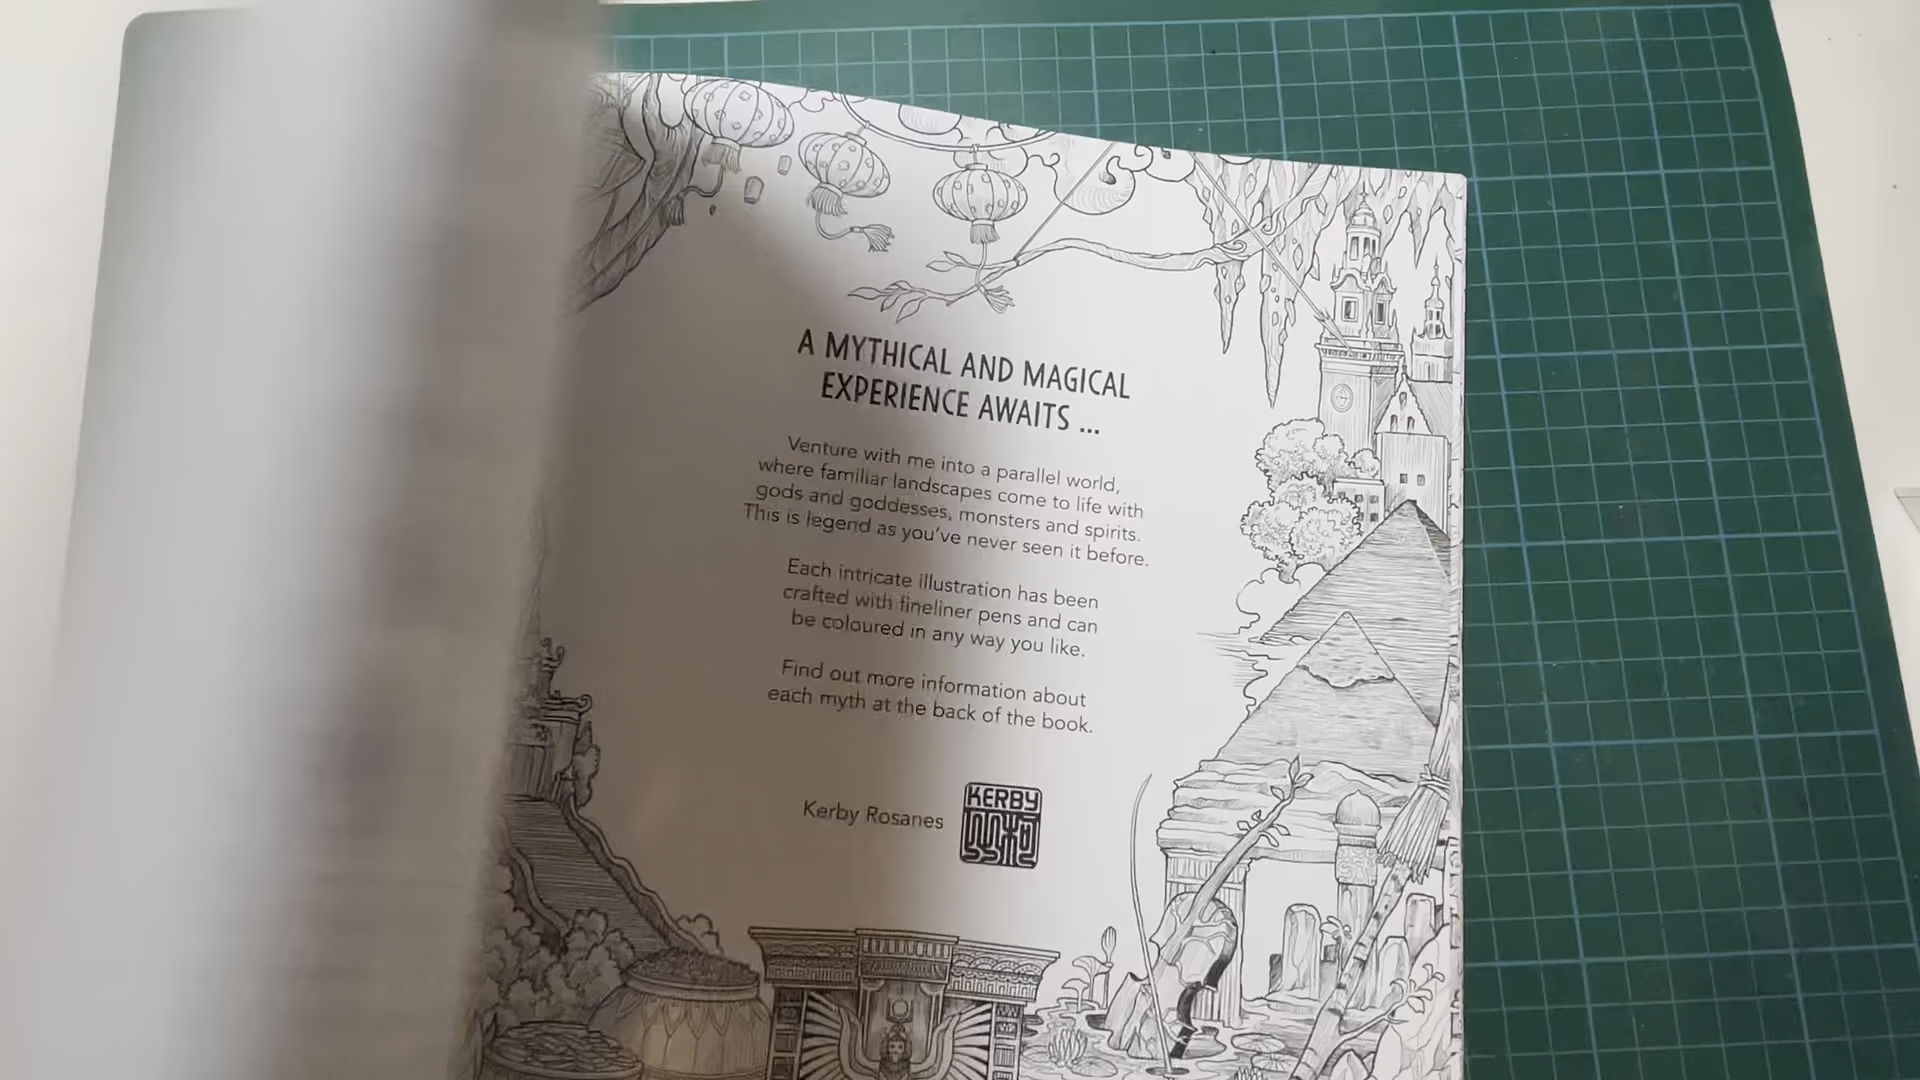 A MYTHICAL AND MAGICAL
EXPERIENCE AWAITS ...
Venture with me into a parallel world,
where familiar landscapes come to life with
gods and goddesses, monsters and spirits.
This is legend as you've never seen it before.
Each intricate illustration has been
crafted with fineliner pens and can
be coloured in any way you like.
Find out more information about
each myth at the back of the book.
Kerby Rosanes
KERBY